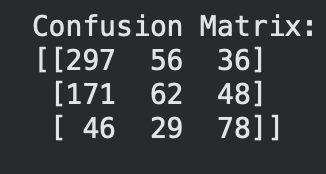 Confusion Matrix:
[[297 56 36]
[171 62 48]
[ 46 29 78]]